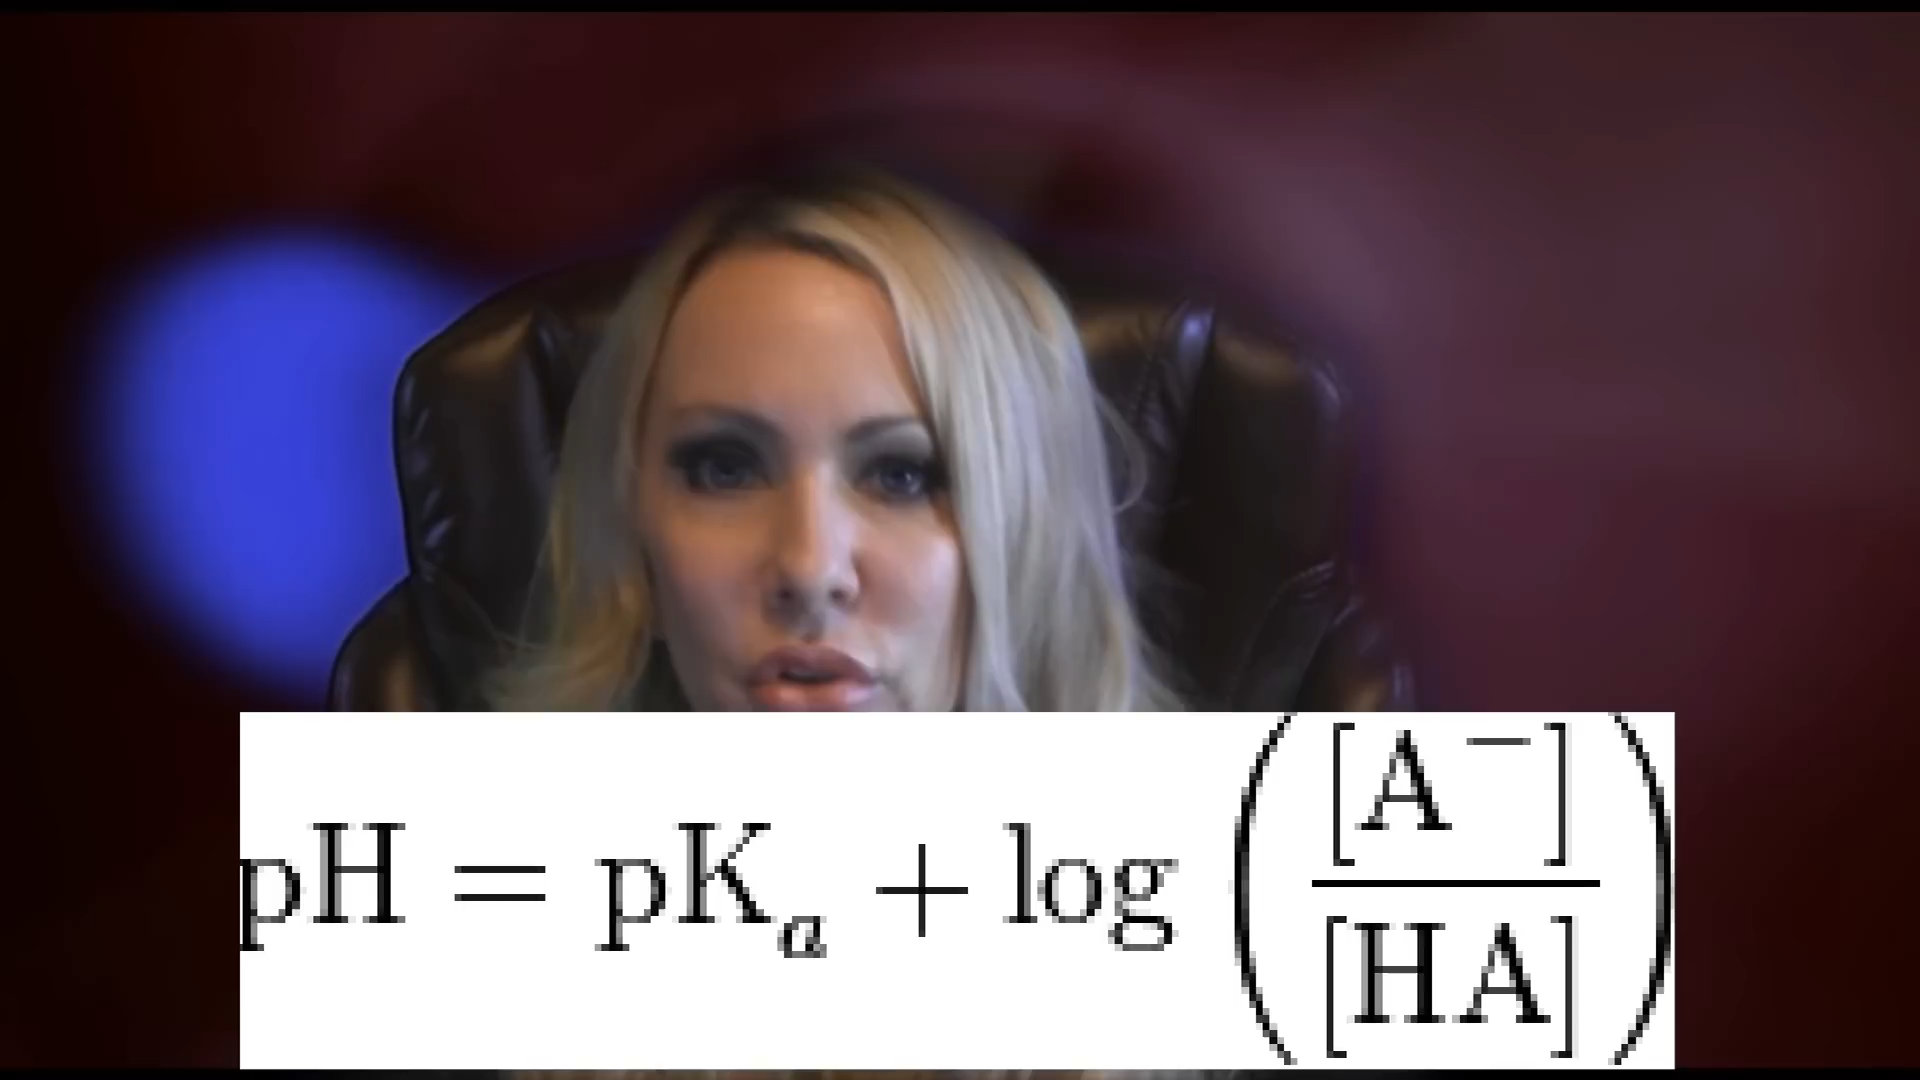 pH = pKₐ + log ([A⁻]/[HA])